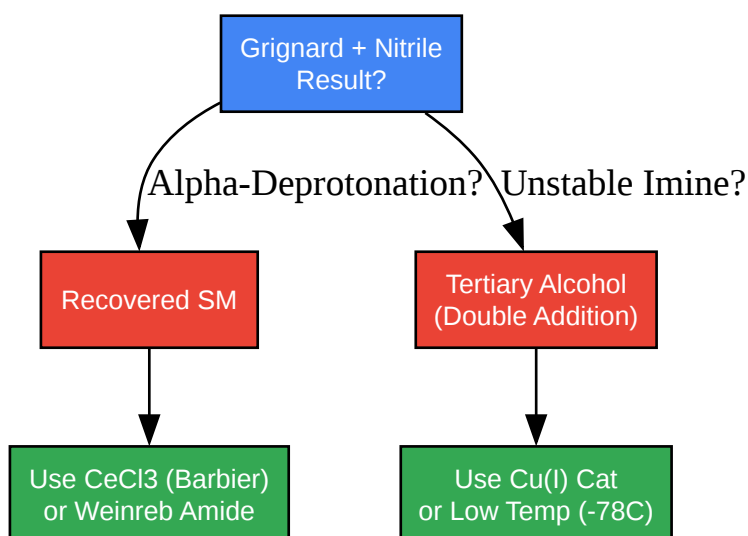 Grignard + Nitrile
Result?
Alpha-Deprotonation?
Unstable Imine?
Recovered SM
Tertiary Alcohol
(Double Addition)
Use CeCl3 (Barbier)
or Weinreb Amide
Use Cu(I) Cat
or Low Temp (-78C)